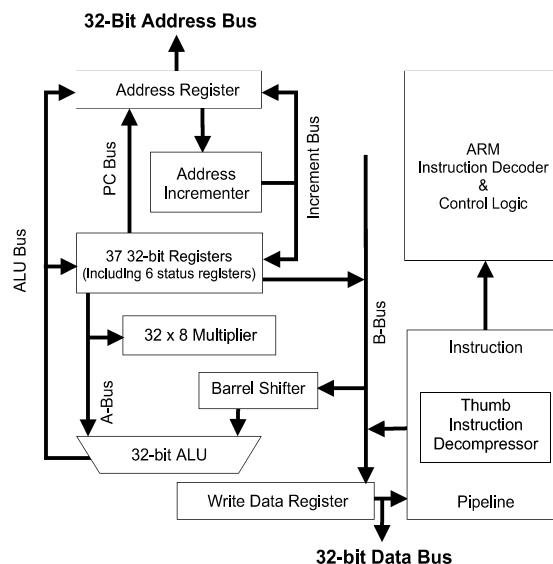 32-Bit Address Bus
Address Register
ARM
Instruction Decoder
&
Control Logic
PC Bus
Address
Incrementer
Increment Bus
ALU Bus
37 32-bit Registers
(Including 6 status registers)
B-Bus
32 x 8 Multiplier
Instruction
A-Bus
Barrel Shifter
Thumb
Instruction
Decompressor
32-bit ALU
Write Data Register
Pipeline
32-bit Data Bus